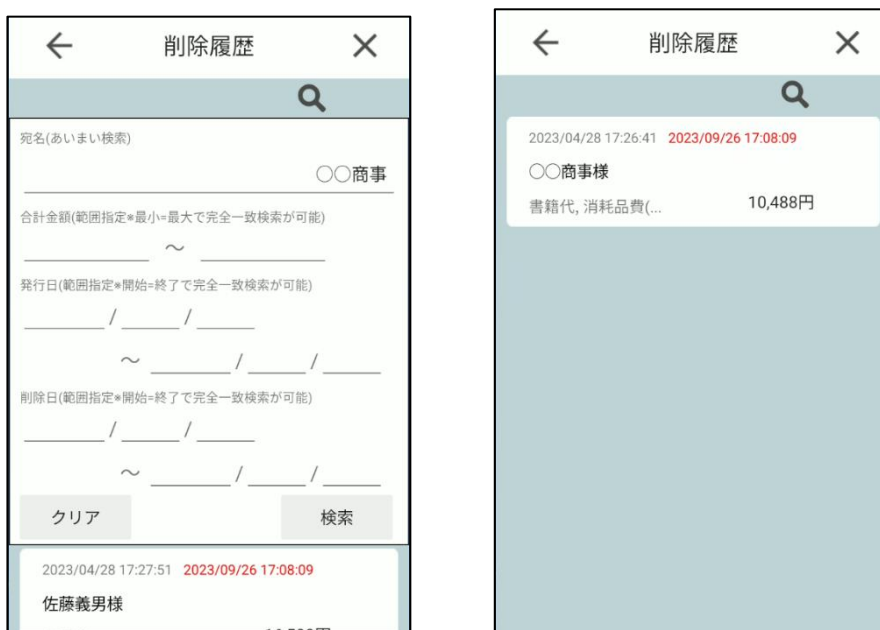 削除履歴
宛名(あいまい検索)
○○商事
合計金額(範囲指定※最小=最大で完全一致検索が可能)
～
発行日(範囲指定※開始=終了で完全一致検索が可能)
/ /
～ / /
削除日(範囲指定※開始=終了で完全一致検索が可能)
/ /
～ / /
クリア 検索
2023/04/28 17:27:51 2023/09/26 17:08:09
佐藤義男様
削除履歴
2023/04/28 17:26:41 2023/09/26 17:08:09
○○商事様
書籍代, 消耗品費(... 10,488円